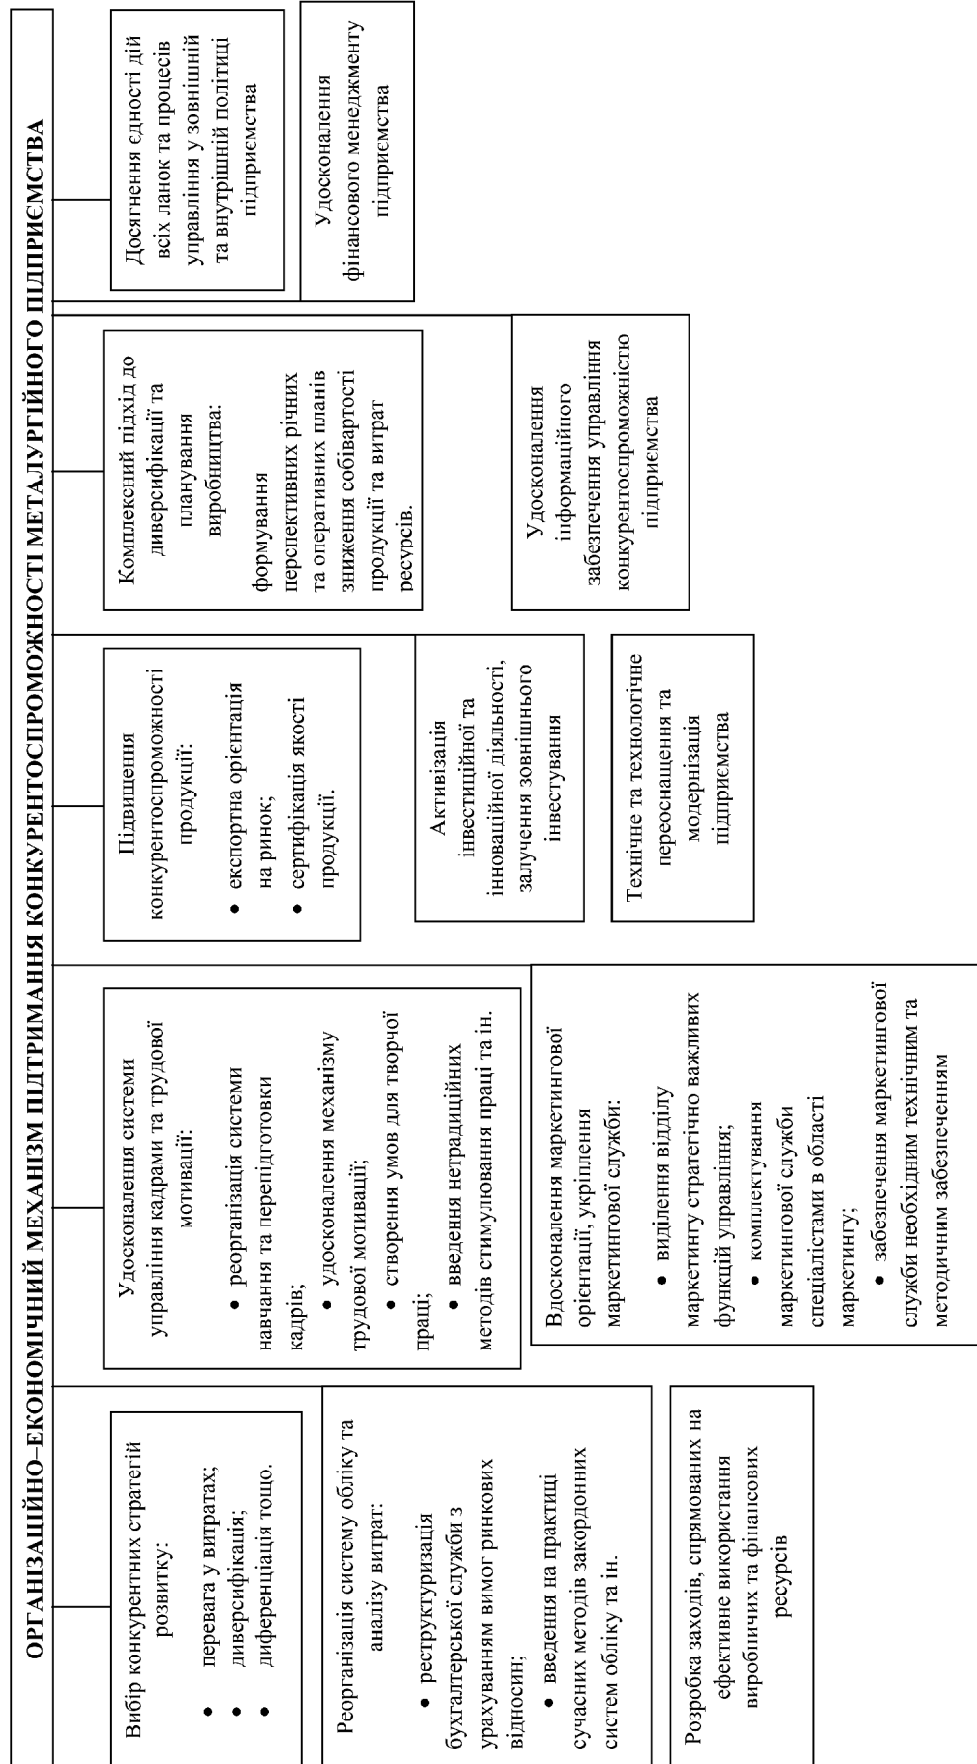 ОРГАНІЗАЦІЙНО–ЕКОНОМІЧНИЙ МЕХАНІЗМ ПІДТРИМАННЯ КОНКУРЕНТОСПРОМОЖНОСТІ МЕТАЛУРГІЙНОГО ПІДПРИЄМСТВА
Вибір конкурентних стратегій
розвитку:
● перевага у витратах;
● диверсифікація;
● диференціація тощо.
Реорганізація систему обліку та
аналізу витрат:
● реструктуризація
бухгалтерської служби з
урахуванням вимог ринкових
відносин;
● введення на практиці
сучасних методів закордонних
систем обліку та ін.
Розробка заходів, спрямованих на
ефективне використання
виробничих та фінансових
ресурсів
Удосконалення системи
управління кадрами та трудової
мотивації:
● реорганізація системи
навчання та перепідготовки
кадрів;
● удосконалення механізму
трудової мотивації;
● створення умов для творчої
праці;
● введення нетрадиційних
методів стимулювання праці та ін.
Вдосконалення маркетингової
орієнтації, укріплення
маркетингової служби:
● виділення відділу
маркетингу стратегічно важливих
функцій управління;
● комплектування
маркетингової служби
спеціалістами в області
маркетингу;
● забезпечення маркетингової
служби необхідним технічним та
методичним забезпеченням
Підвищення
конкурентоспроможності
продукції:
● експортна орієнтація
на ринок;
● сертифікація якості
продукції.
Активізація
інвестиційної та
інноваційної діяльності,
залучення зовнішнього
інвестування
Технічне та технологічне
переоснащення та
модернізація
підприємства
Комплексний підхід до
диверсифікації та
планування
виробництва:
формування
перспективних річних
та оперативних планів
зниження собівартості
продукції та витрат
ресурсів.
Удосконалення
інформаційного
забезпечення управління
конкурентоспроможністю
підприємства
Досягнення єдності дій
всіх ланок та процесів
управління у зовнішній
та внутрішній політиці
підприємства
Удосконалення
фінансового менеджменту
підприємства